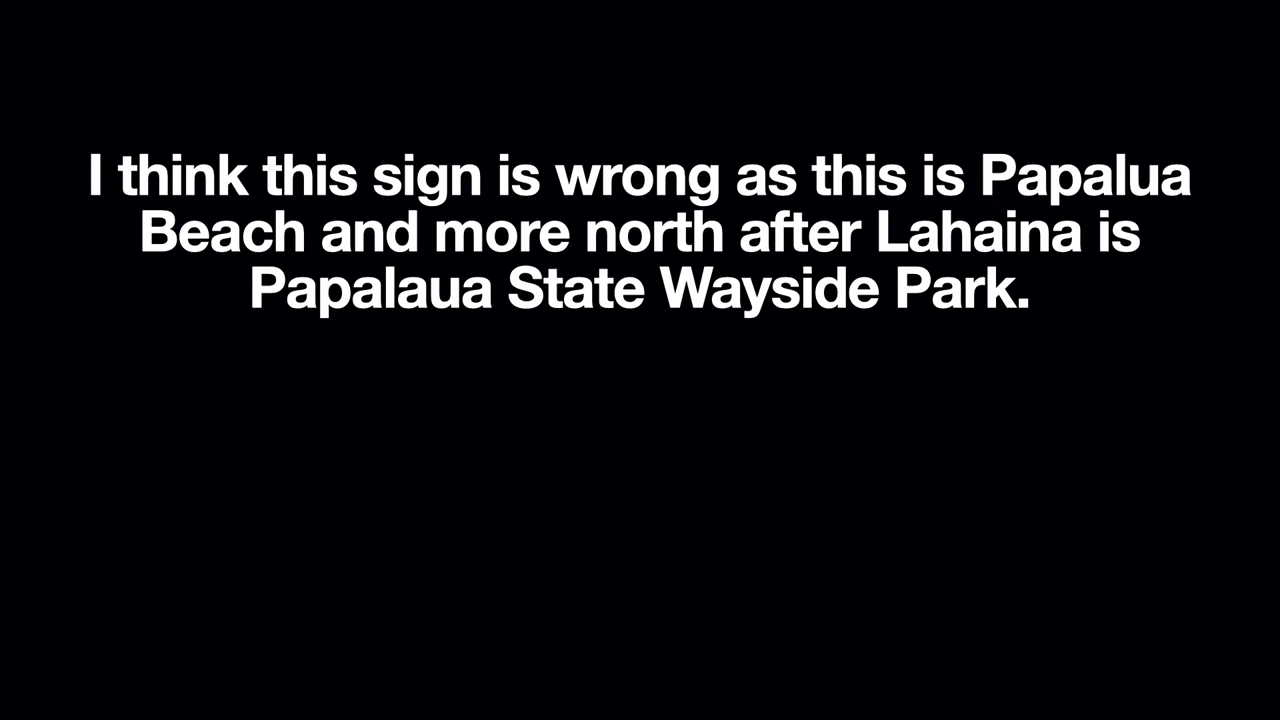 I think this sign is wrong as this is Papalua
Beach and more north after Lahaina is
Papalaua State Wayside Park.